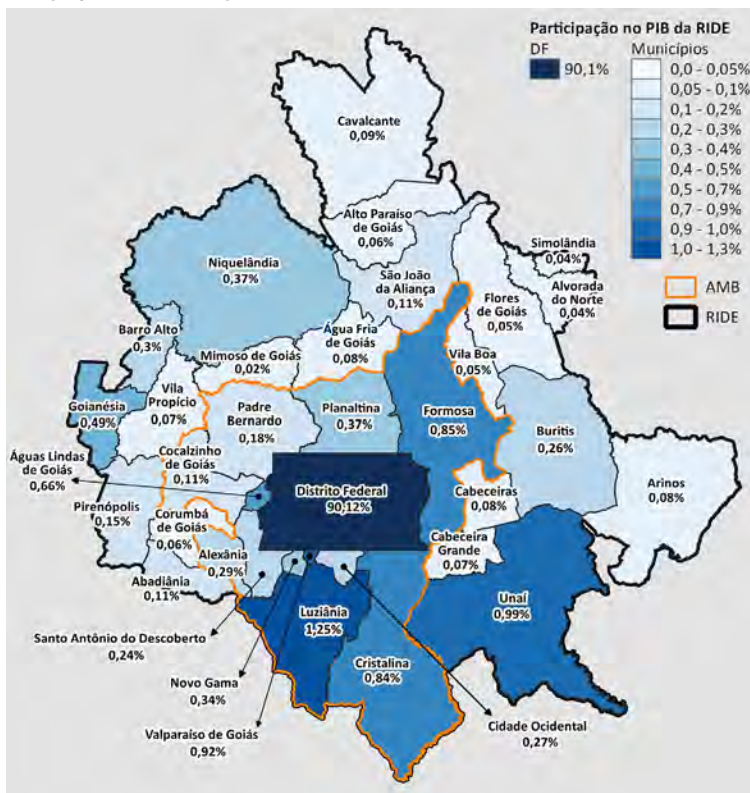 Participação no PIB da RIDE
DF
Municípios
90,1%
0,0 - 0,05%
0,05 - 0,1%
0,1 - 0,2%
0,2 - 0,3%
0,3 - 0,4%
0,4 - 0,5%
0,5 - 0,7%
0,7 - 0,9%
0,9 - 1,0%
1,0 - 1,3%
AMB
RIDE
Cavalcante
0,09%
Alto Paraíso
de Goiás
0,06%
Simolândia
0,04%
Niquelândia
0,37%
São João
da Aliança
0,11%
Alvorada
do Norte
0,04%
Flores
de Goiás
0,05%
Barro Alto
0,3%
Água Fria
de Goiás
0,08%
Mimoso de Goiás
0,02%
Vila Boa
0,05%
Goianésia
0,49%
Vila
Propício
0,07%
Padre
Bernardo
0,18%
Planaltina
0,37%
Formosa
0,85%
Buritis
0,26%
Águas Lindas
de Goiás
0,66%
Cocalzinho
de Goiás
0,11%
Arinos
0,08%
Distrito Federal
90,12%
Cabeceiras
0,08%
Pirenópolis
0,15%
Corumbá
de Goiás
0,06%
Cabeceira
Grande
0,07%
Alexânia
0,29%
Abadiânia
0,11%
Unaí
0,99%
Luziânia
1,25%
Santo Antônio do Descoberto
0,24%
Cristalina
0,84%
Novo Gama
0,34%
Valparaíso de Goiás
0,92%
Cidade Ocidental
0,27%